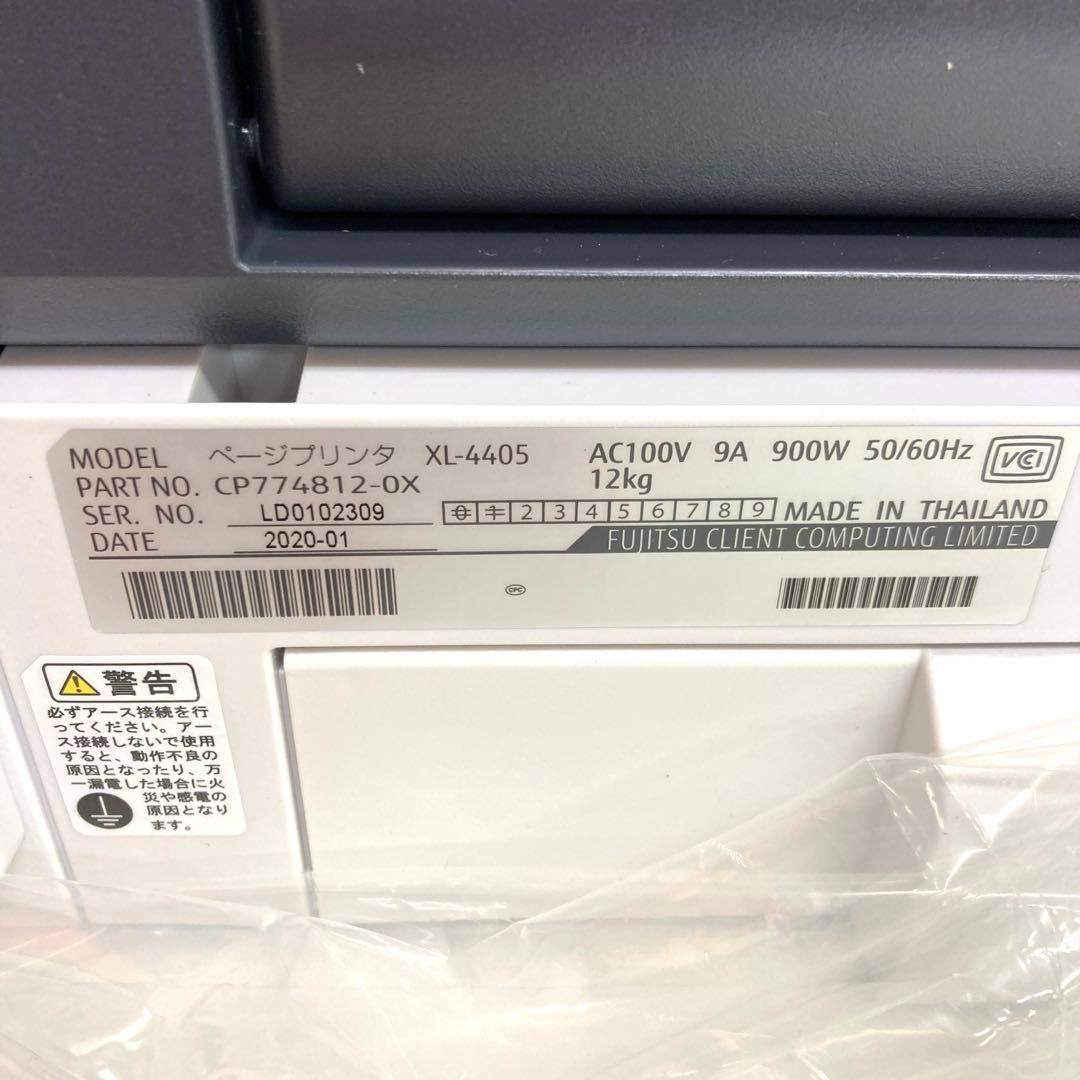 MODEL ページプリンタ XL-4405 AC100V 9A 900W 50/60Hz VCI
PART NO. CP774812-0X 12kg
SER. NO. LD0102309 0 1 2 3 4 5 6 7 8 9 MADE IN THAILAND
DATE 2020-01 FUJITSU CLIENT COMPUTING LIMITED
CPC
警告
必ずアース接続を行
ってください。アー
ス接続しないで使用
すると、動作不良の
原因となったり、万
一漏電した場合に火
災や感電の
原因となり
ます。